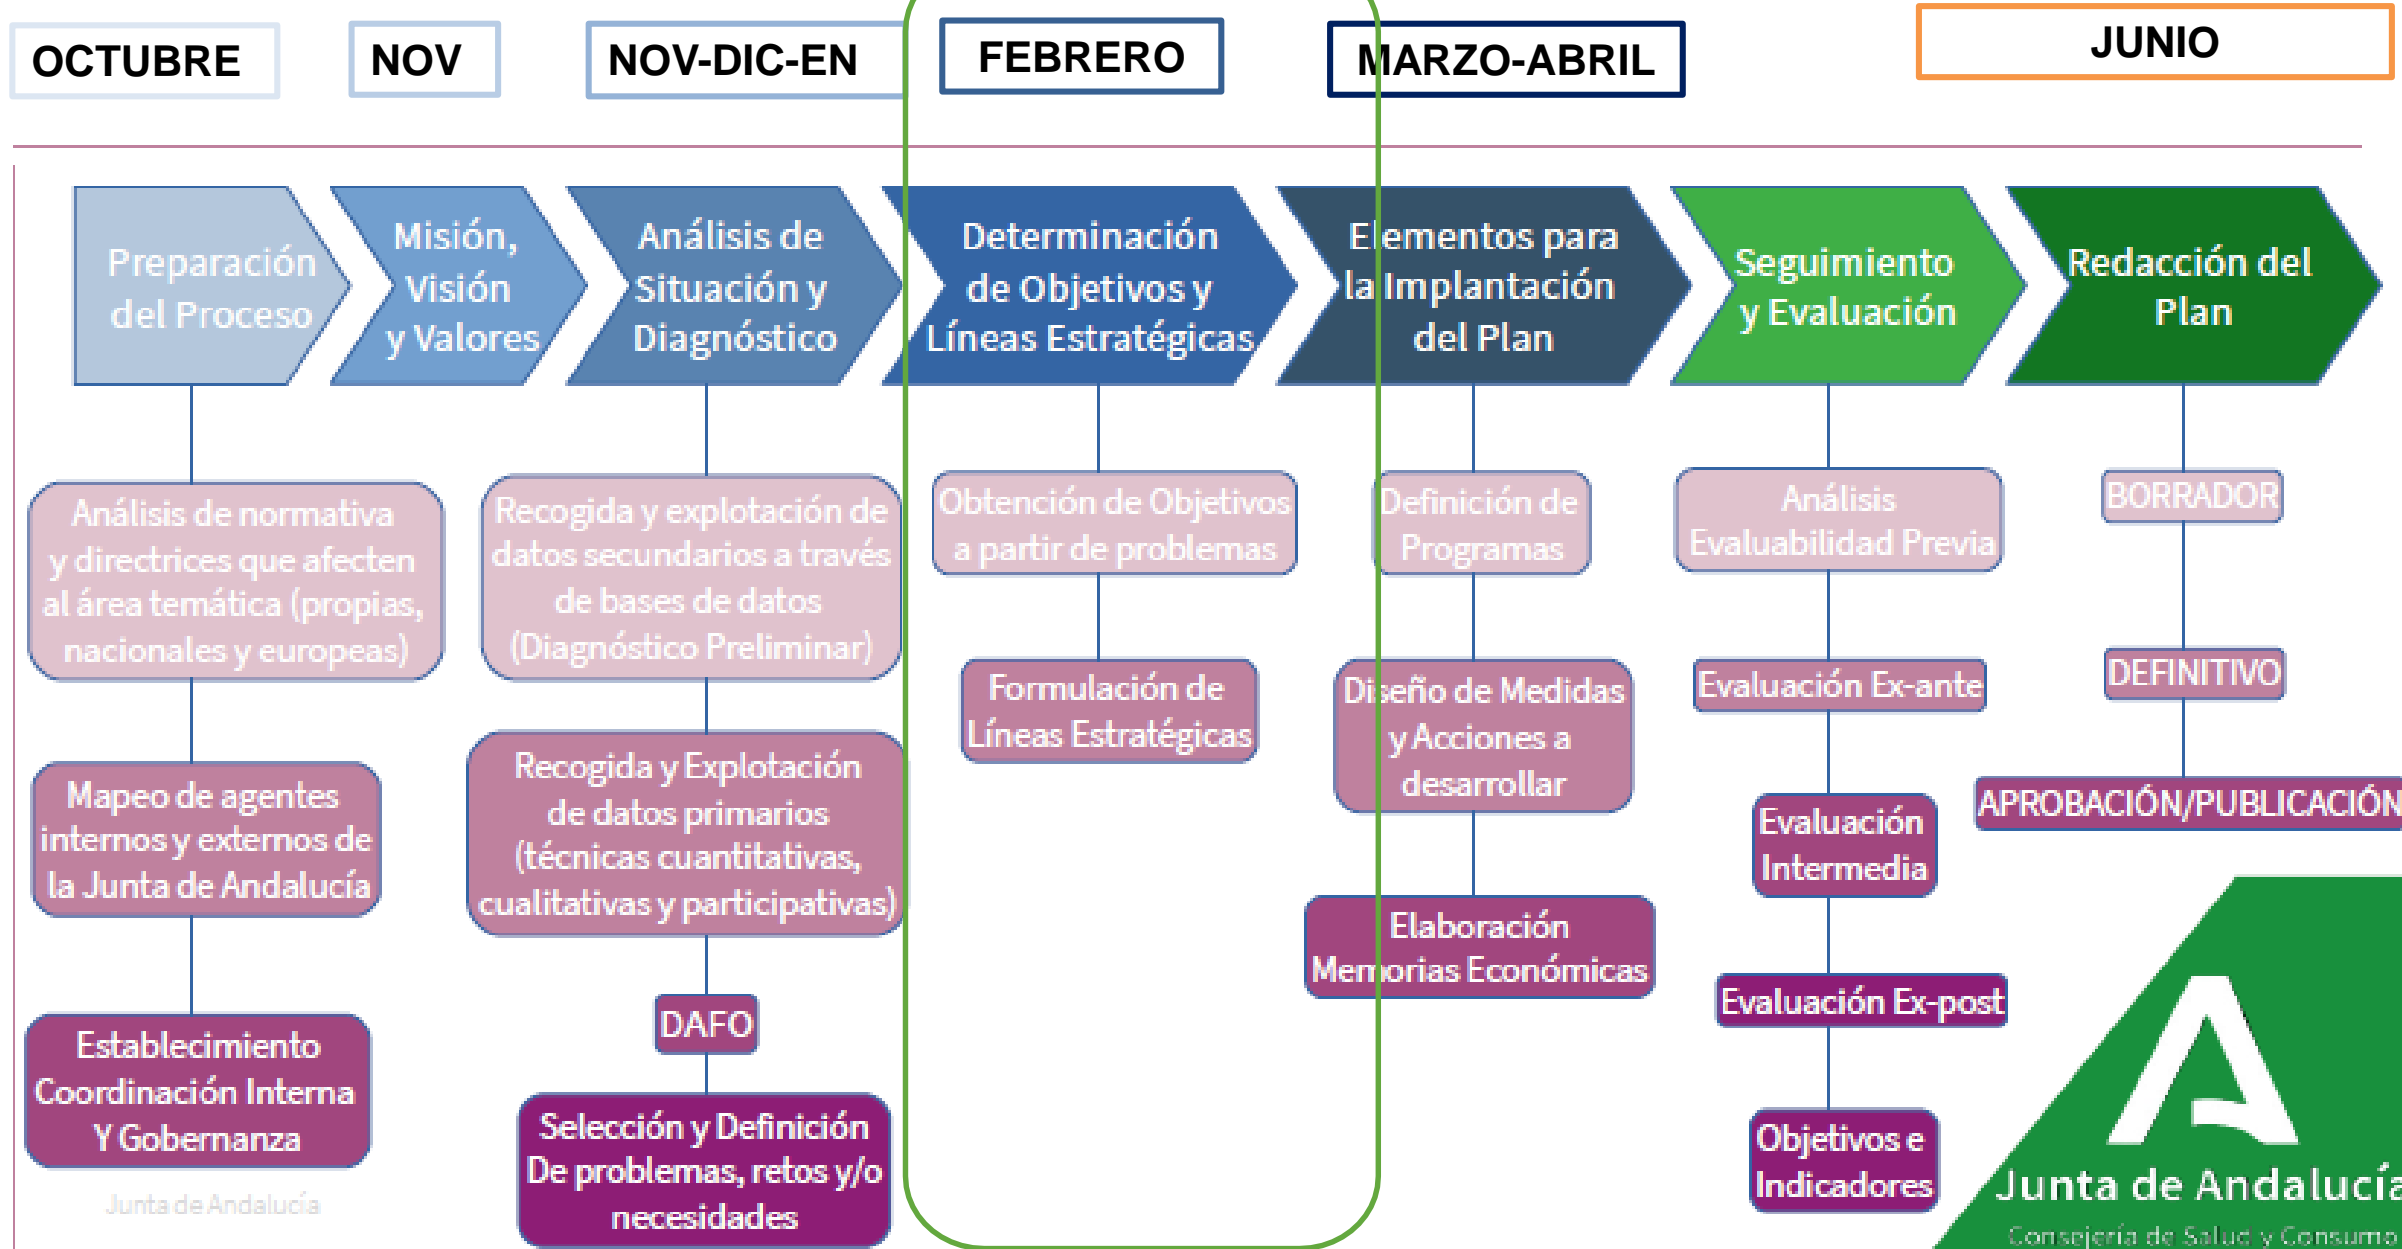 OCTUBRE
NOV
NOV-DIC-EN
FEBRERO
MARZO-ABRIL
JUNIO
Preparación
del Proceso
Misión,
Visión
y Valores
Análisis de
Situación y
Diagnóstico
Determinación
de Objetivos y
Líneas Estratégicas
Elementos para
la Implantación
del Plan
Seguimiento
y Evaluación
Redacción del
Plan
Análisis de normativa
y directrices que afecten
al área temática (propias,
nacionales y europeas)
Mapeo de agentes
internos y externos de
la Junta de Andalucía
Establecimiento
Coordinación Interna
Y Gobernanza
Junta de Andalucía
Recogida y explotación de
datos secundarios a través
de bases de datos
(Diagnóstico Preliminar)
Recogida y Explotación
de datos primarios
(técnicas cuantitativas,
cualitativas y participativas)
DAFO
Selección y Definición
De problemas, retos y/o
necesidades
Obtención de Objetivos
a partir de problemas
Formulación de
Líneas Estratégicas
Definición de
Programas
Diseño de Medidas
y Acciones a
desarrollar
Elaboración
Memorias Económicas
Análisis
Evaluabilidad Previa
Evaluación Ex-ante
Evaluación
Intermedia
Evaluación Ex-post
Objetivos e
Indicadores
BORRADOR
DEFINITIVO
APROBACIÓN/PUBLICACIÓN
Junta de Andalucía
Consejería de Salud y Consumo